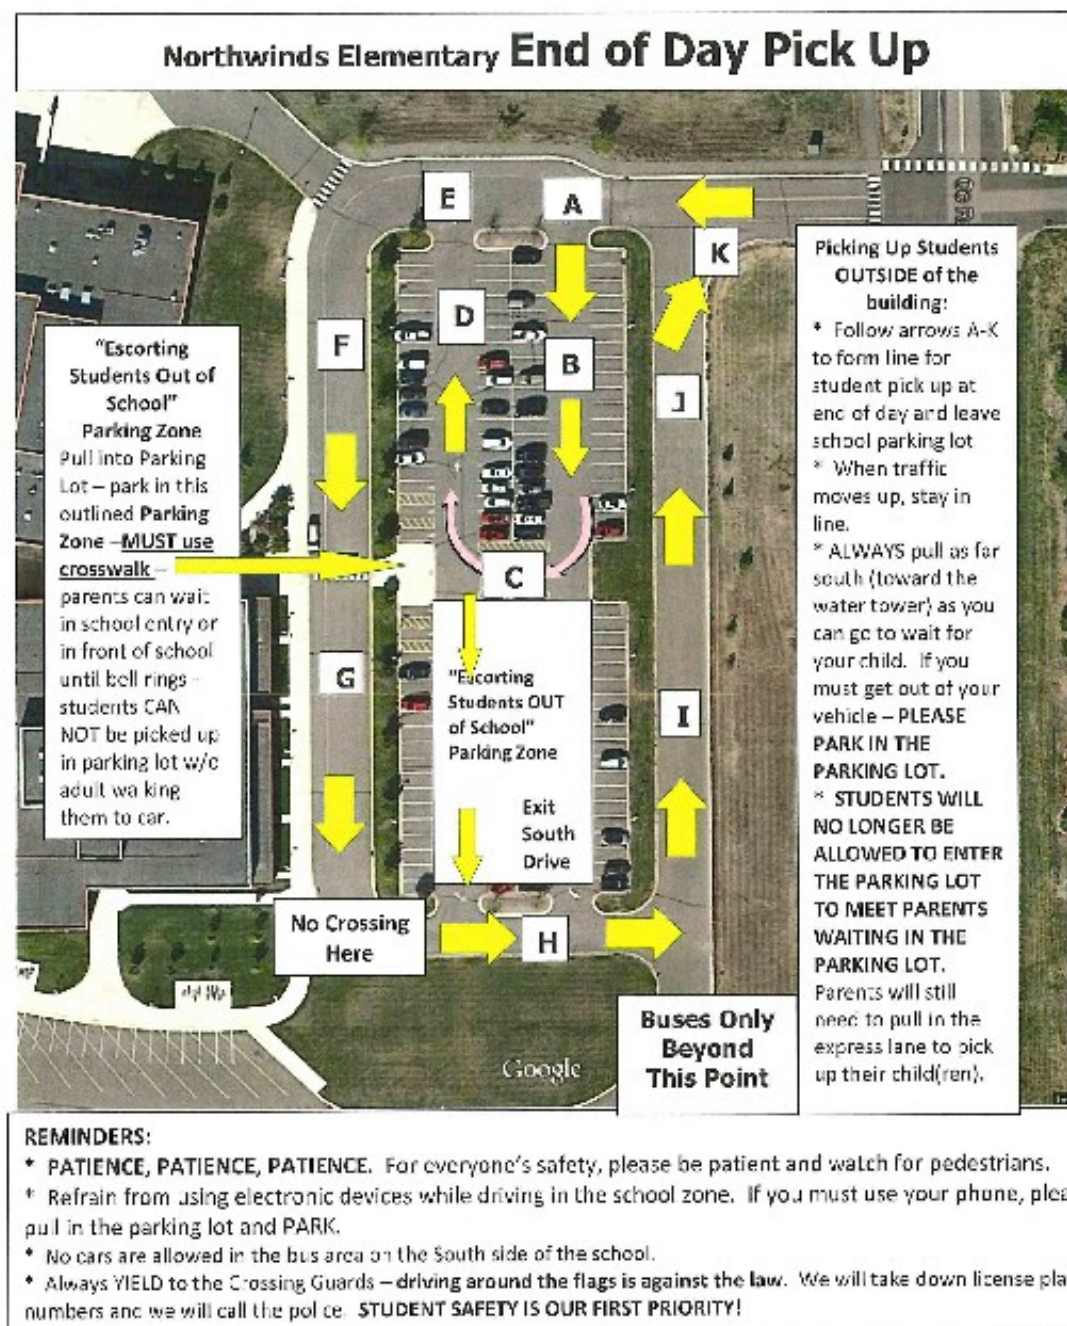 Northwinds Elementary End of Day Pick Up
E
A
K
D
F
B
J
C
G
I
H
"Escorting
Students Out of
School"
Parking Zone
Pull into Parking
Lot – park in this
outlined Parking
Zone –MUST use
crosswalk –
parents can wait
in school entry or
in front of school
until bell rings -
students CAN
NOT be picked up
in parking lot w/o
adult walking
them to car.
"Escorting
Students OUT
of School"
Parking Zone
Exit
South
Drive
No Crossing
Here
Buses Only
Beyond
This Point
Google
Picking Up Students
OUTSIDE of the
building:
* Follow arrows A-K
to form line for
student pick up at
end of day and leave
school parking lot
* When traffic
moves up, stay in
line.
* ALWAYS pull as far
south (toward the
water tower) as you
can go to wait for
your child. If you
must get out of your
vehicle – PLEASE
PARK IN THE
PARKING LOT.
* STUDENTS WILL
NO LONGER BE
ALLOWED TO ENTER
THE PARKING LOT
TO MEET PARENTS
WAITING IN THE
PARKING LOT.
Parents will still
need to pull in the
express lane to pick
up their child(ren).
REMINDERS:
* PATIENCE, PATIENCE, PATIENCE. For everyone's safety, please be patient and watch for pedestrians.
* Refrain from using electronic devices while driving in the school zone. If you must use your phone, plea
pull in the parking lot and PARK.
* No cars are allowed in the bus area on the South side of the school.
* Always YIELD to the Crossing Guards – driving around the flags is against the law. We will take down license pla
numbers and we will call the police. STUDENT SAFETY IS OUR FIRST PRIORITY!